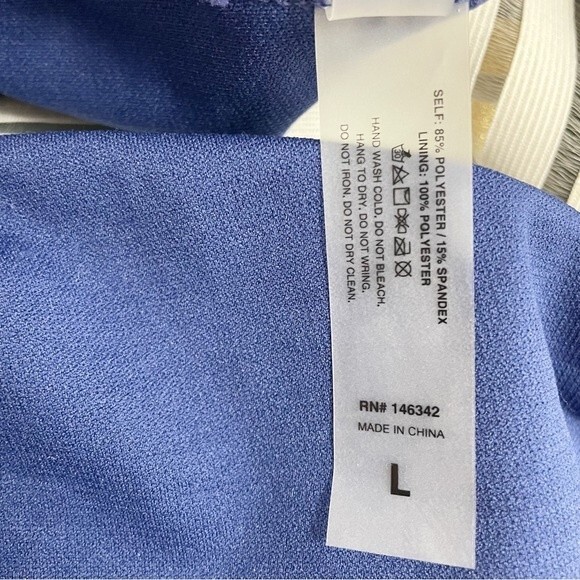 SELF: 85% POLYESTER / 15% SPANDEX
LINING: 100% POLYESTER
30
HAND WASH COLD. DO NOT BLEACH.
HANG TO DRY. DO NOT WRING.
DO NOT IRON. DO NOT DRY CLEAN.
RN# 146342
MADE IN CHINA
L